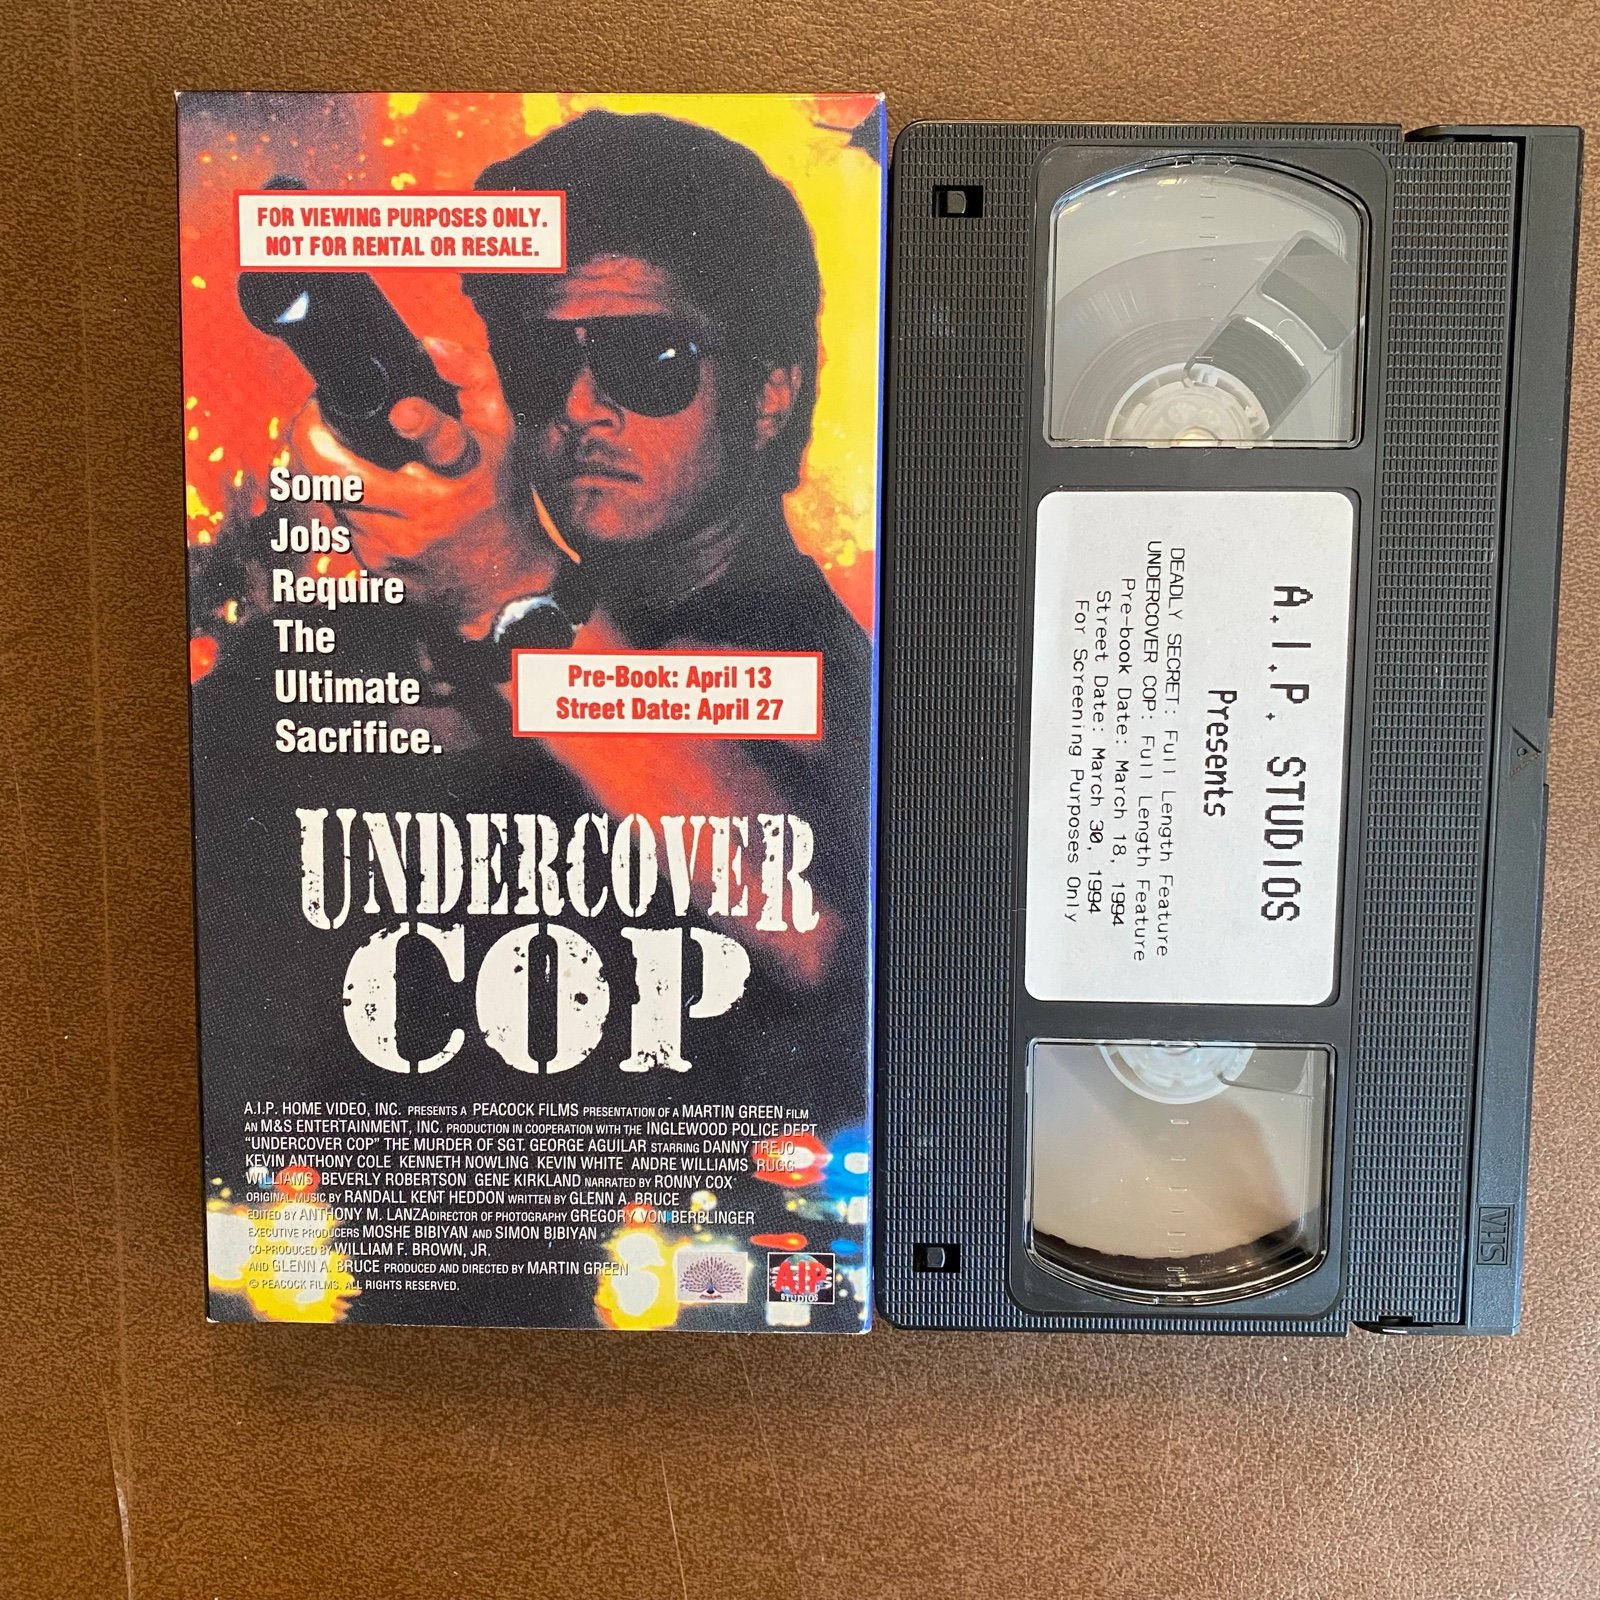 FOR VIEWING PURPOSES ONLY.
NOT FOR RENTAL OR RESALE.
Some
Jobs
Require
The
Ultimate
Sacrifice.
Pre-Book: April 13
Street Date: April 27
UNDERCOVER
COP
A.I.P. HOME VIDEO, INC. PRESENTS A PEACOCK FILMS PRESENTATION OF A MARTIN GREEN FILM
AN M&S ENTERTAINMENT, INC. PRODUCTION IN COOPERATION WITH THE INGLEWOOD POLICE DEPT
"UNDERCOVER COP" THE MURDER OF SGT. GEORGE AGUILAR STARRING DANNY TREJO
KEVIN ANTHONY COLE KENNETH NOWLING KEVIN WHITE ANDRE WILLIAMS RUGG
WILLIAMS BEVERLY ROBERTSON GENE KIRKLAND NARRATED BY RONNY COX
ORIGINAL MUSIC BY RANDALL KENT HEDDON WRITTEN BY GLENN A. BRUCE
EDITED BY ANTHONY M. LANZA DIRECTOR OF PHOTOGRAPHY GREGORY VON BERBLINGER
EXECUTIVE PRODUCERS MOSHE BIBIYAN AND SIMON BIBIYAN
CO-PRODUCED BY WILLIAM F. BROWN, JR.
AND GLENN A. BRUCE PRODUCED AND DIRECTED BY MARTIN GREEN
© PEACOCK FILMS. ALL RIGHTS RESERVED.
A.I.P.
STUDIOS
A.I.P. STUDIOS
Presents
DEADLY SECRET: Full Length Feature
UNDERCOVER COP: Full Length Feature
Pre-book Date: March 18, 1994
Street Date: March 30, 1994
For Screening Purposes Only
VHS